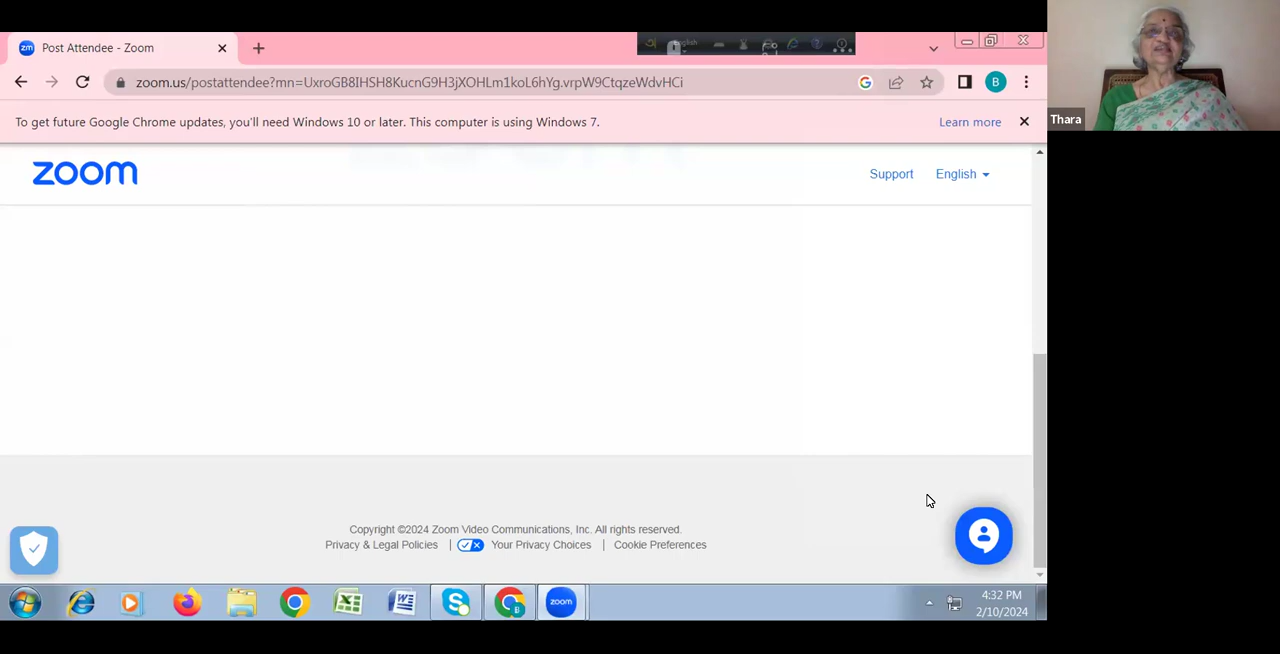 Post Attendee - Zoom
English
zoom.us/postattendee?mn=UxroGB8IHSH8KucnG9H3jXOHLm1koL6hYg.vrpW9CtqzeWdvHCi
B
To get future Google Chrome updates, you'll need Windows 10 or later. This computer is using Windows 7.
Learn more
Thara
zoom
Support
English
Copyright ©2024 Zoom Video Communications, Inc. All rights reserved.
Privacy & Legal Policies | Your Privacy Choices | Cookie Preferences
zoom
4:32 PM
2/10/2024